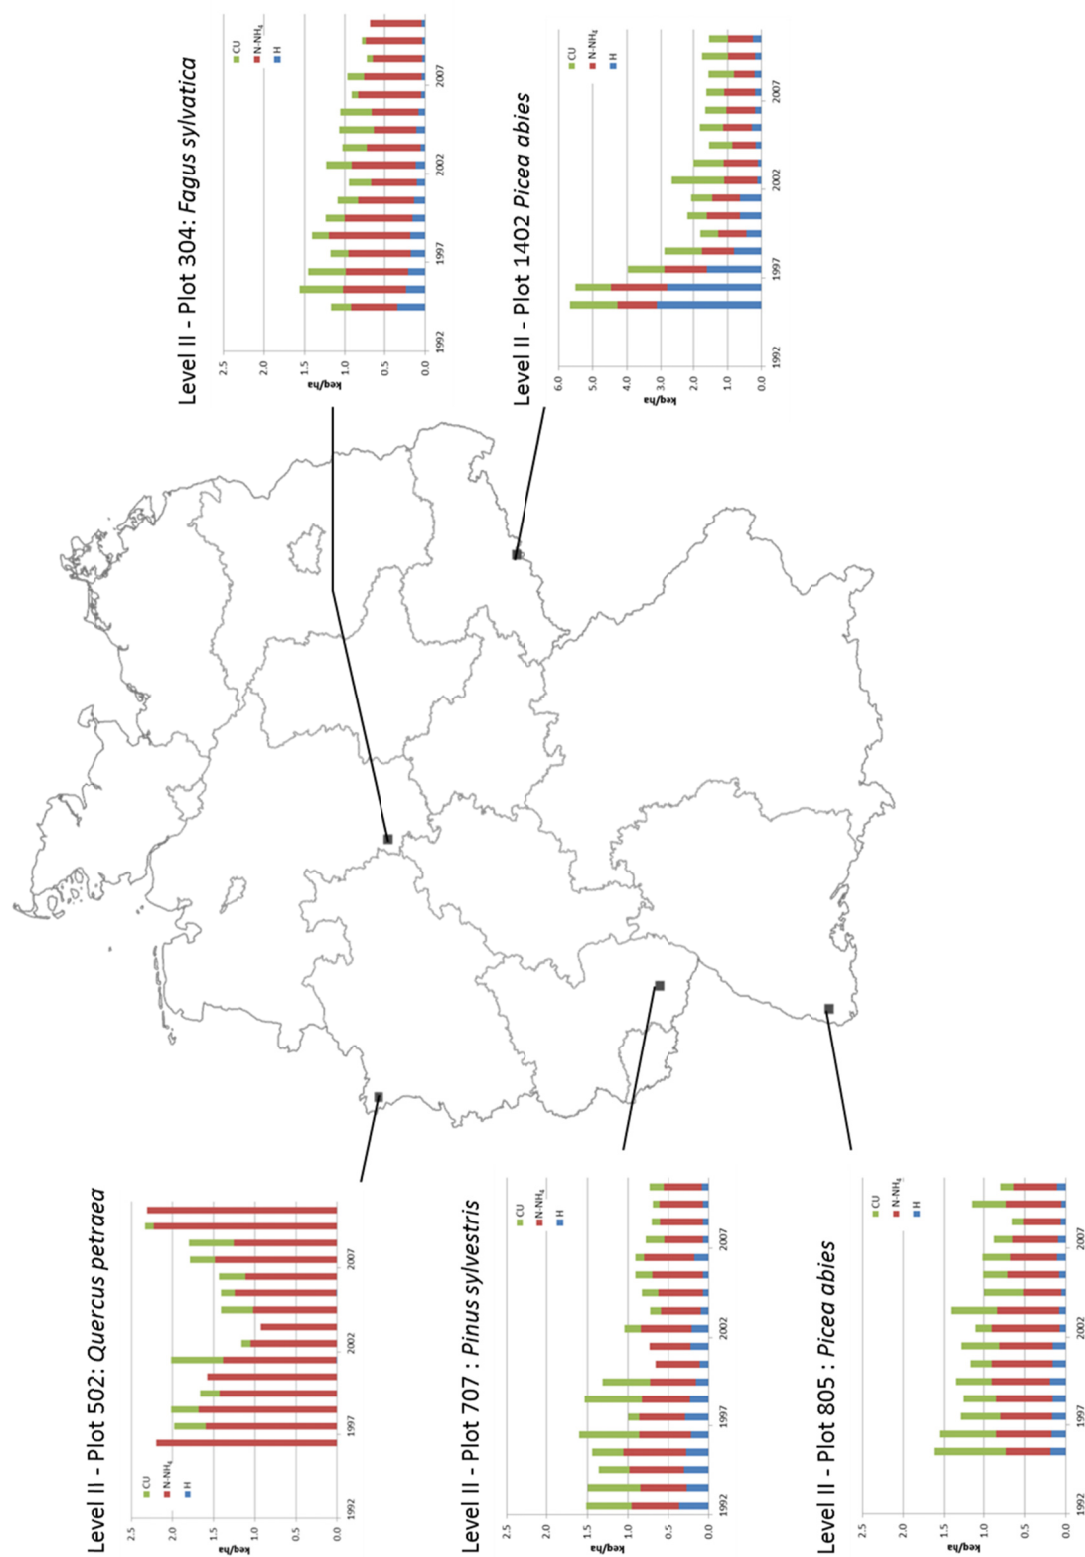 Level II - Plot 502: Quercus petraea
2.5
CU
2.0
N-NH₄
H
1.5
keq/ha
1.0
0.5
0.0
1992 1997 2002 2007
Level II - Plot 304: Fagus sylvatica
2.5
CU
2.0
N-NH₄
H
1.5
keq/ha
1.0
0.5
0.0
1992 1997 2002 2007
Level II - Plot 707 : Pinus sylvestris
2.5
CU
2.0
N-NH₄
H
1.5
keq/ha
1.0
0.5
0.0
1992 1997 2002 2007
Level II - Plot 1402 Picea abies
6.0
CU
5.0
N-NH₄
H
4.0
keq/ha
3.0
2.0
1.0
0.0
1992 1997 2002 2007
Level II - Plot 805 : Picea abies
2.5
CU
2.0
N-NH₄
H
1.5
keq/ha
1.0
0.5
0.0
1992 1997 2002 2007